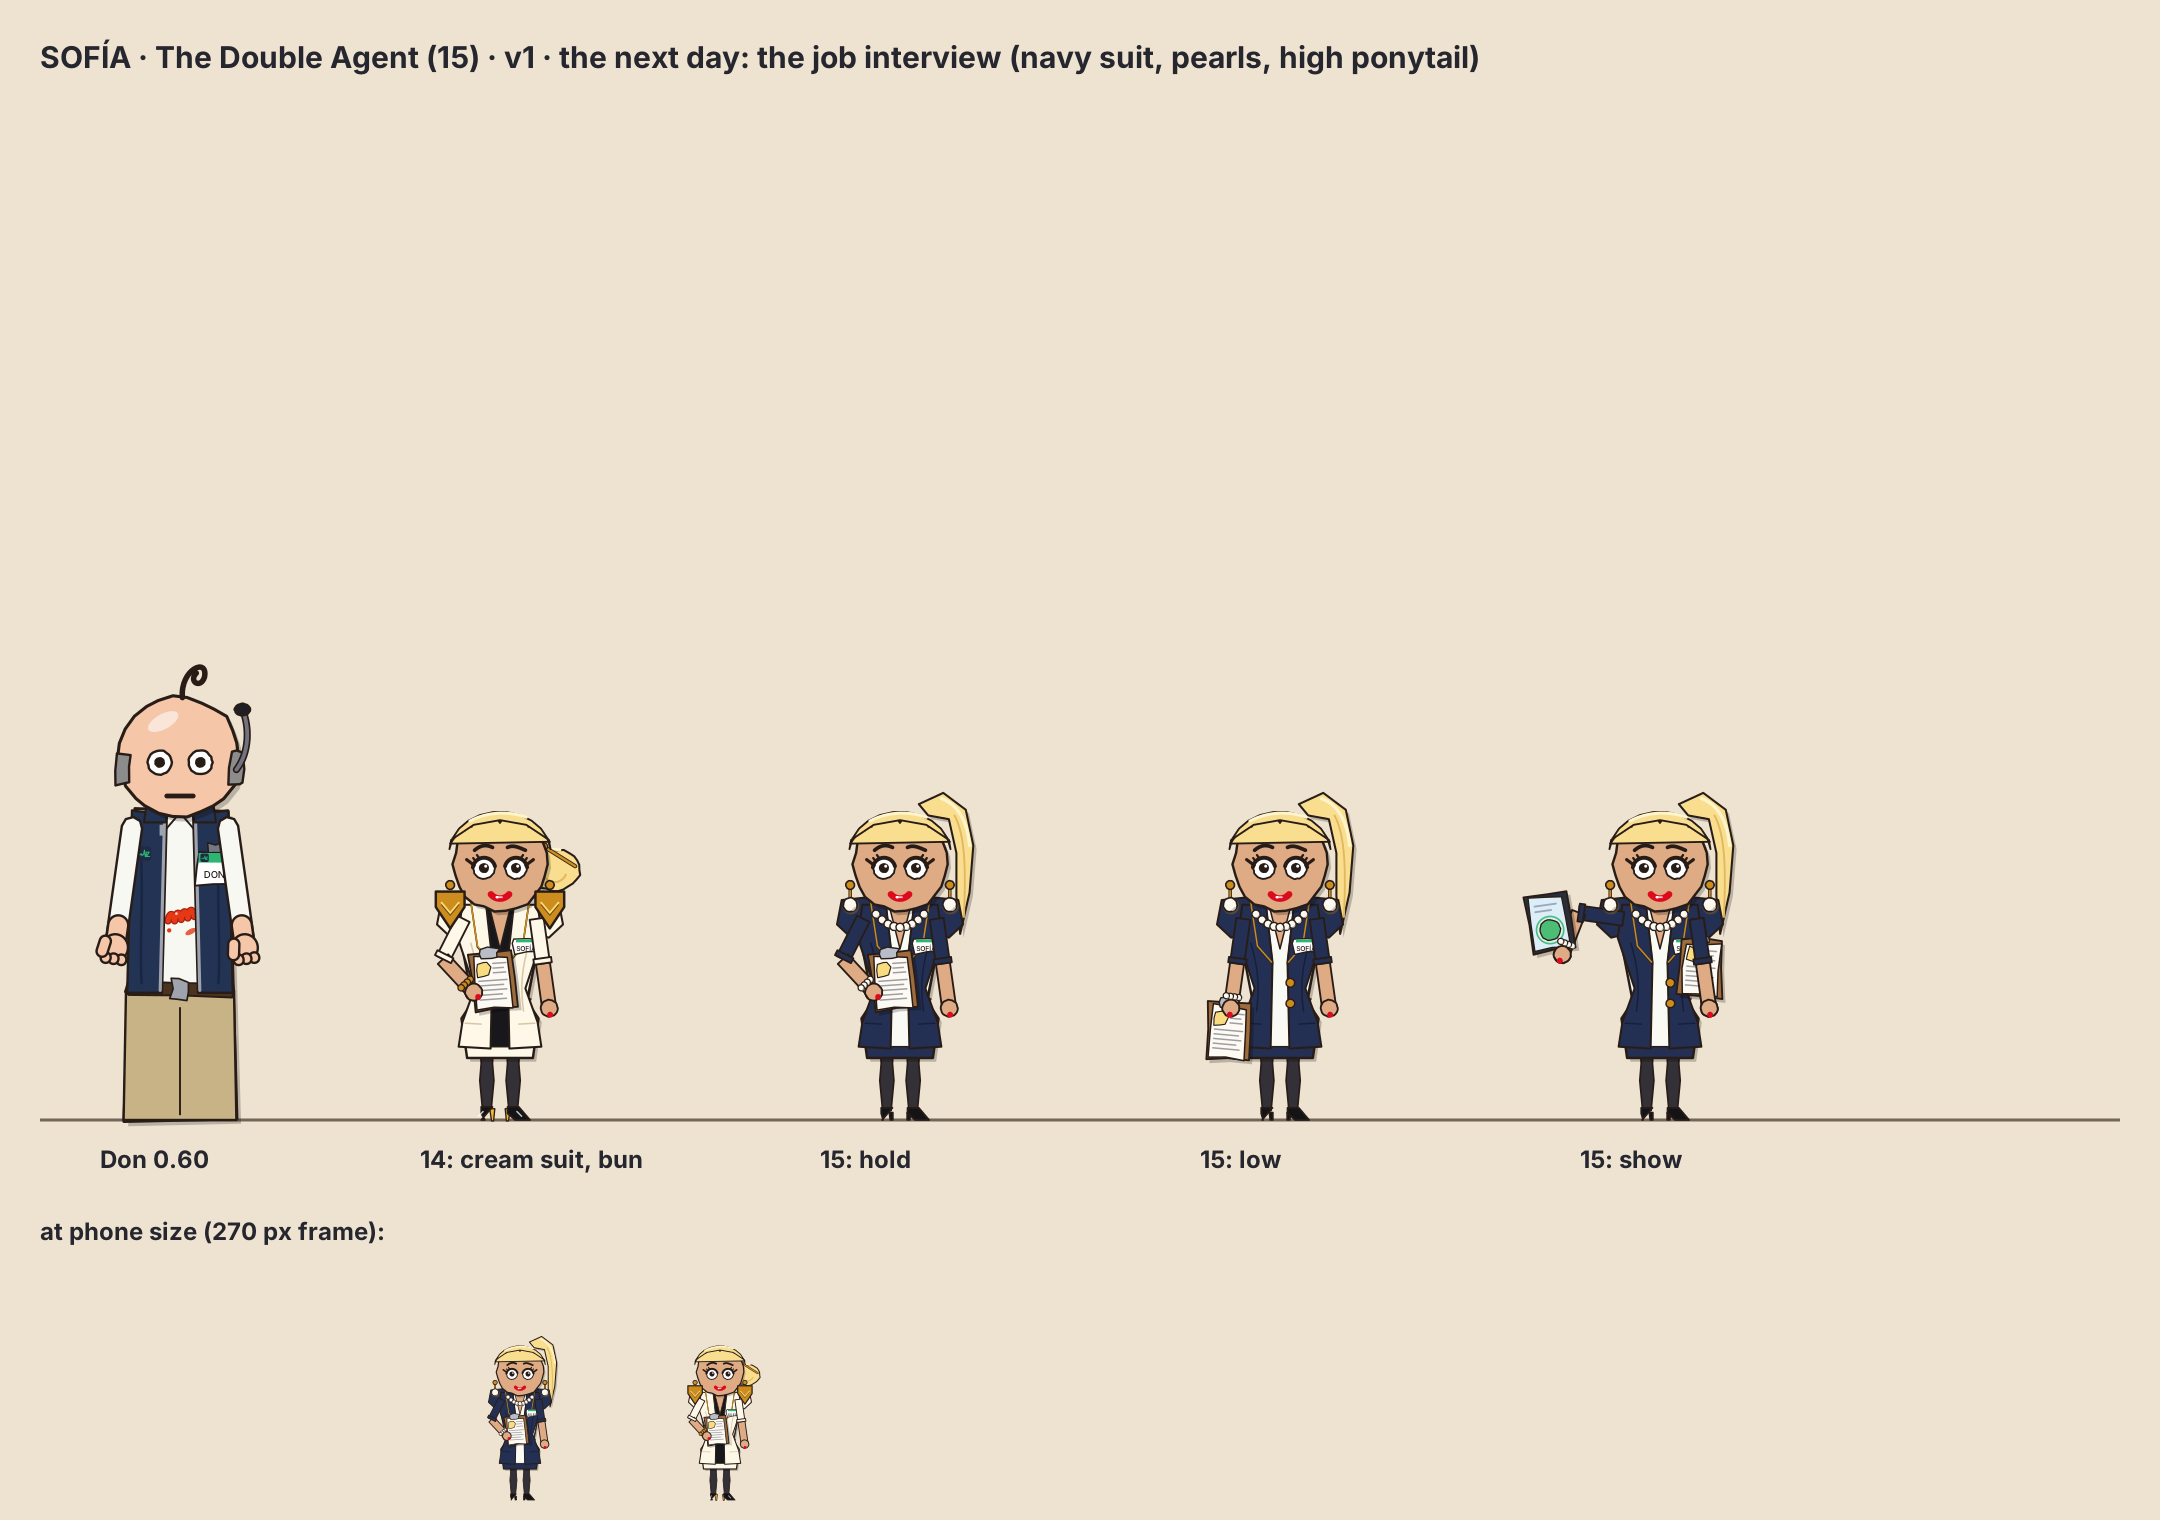 SOFÍA · The Double Agent (15) · v1 · the next day: the job interview (navy suit, pearls, high ponytail)
DON
Don 0.60
14: cream suit, bun
15: hold
15: low
15: show
at phone size (270 px frame):